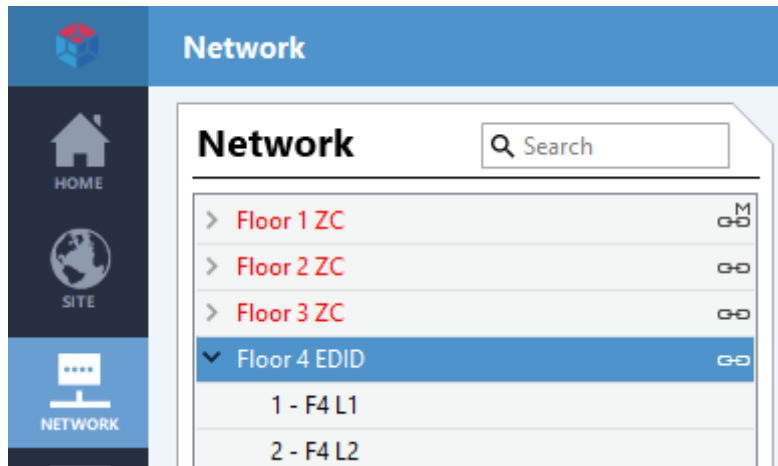 Network
Network
Search
HOME
Floor 1 ZC
M
Floor 2 ZC
SITE
Floor 3 ZC
Floor 4 EDID
NETWORK
1 - F4 L1
2 - F4 L2